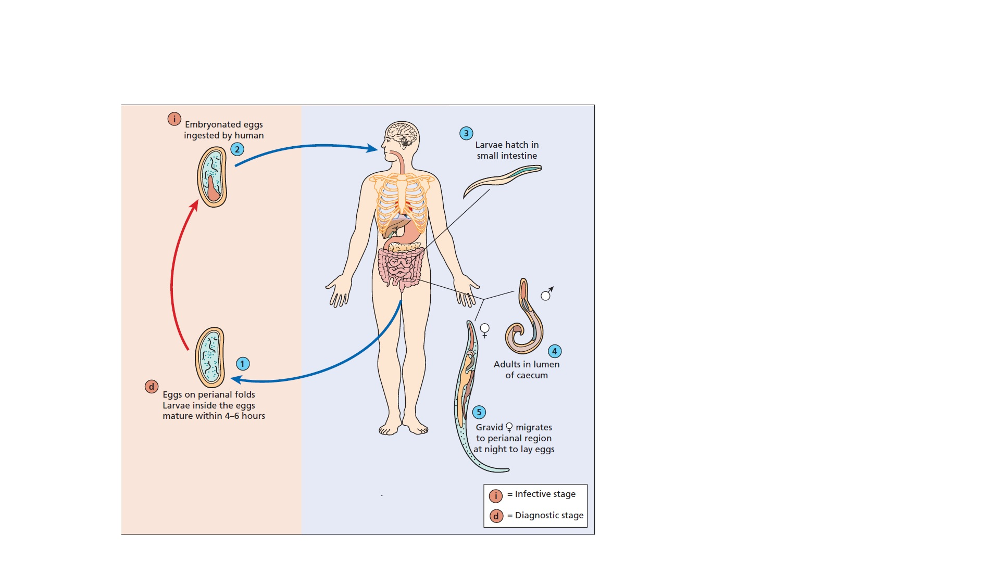 i
Embryonated eggs
ingested by human
2
3
Larvae hatch in
small intestine
1
d
Eggs on perianal folds
Larvae inside the eggs
mature within 4–6 hours
4
Adults in lumen
of caecum
5
Gravid ♀ migrates
to perianal region
at night to lay eggs
i = Infective stage
d = Diagnostic stage